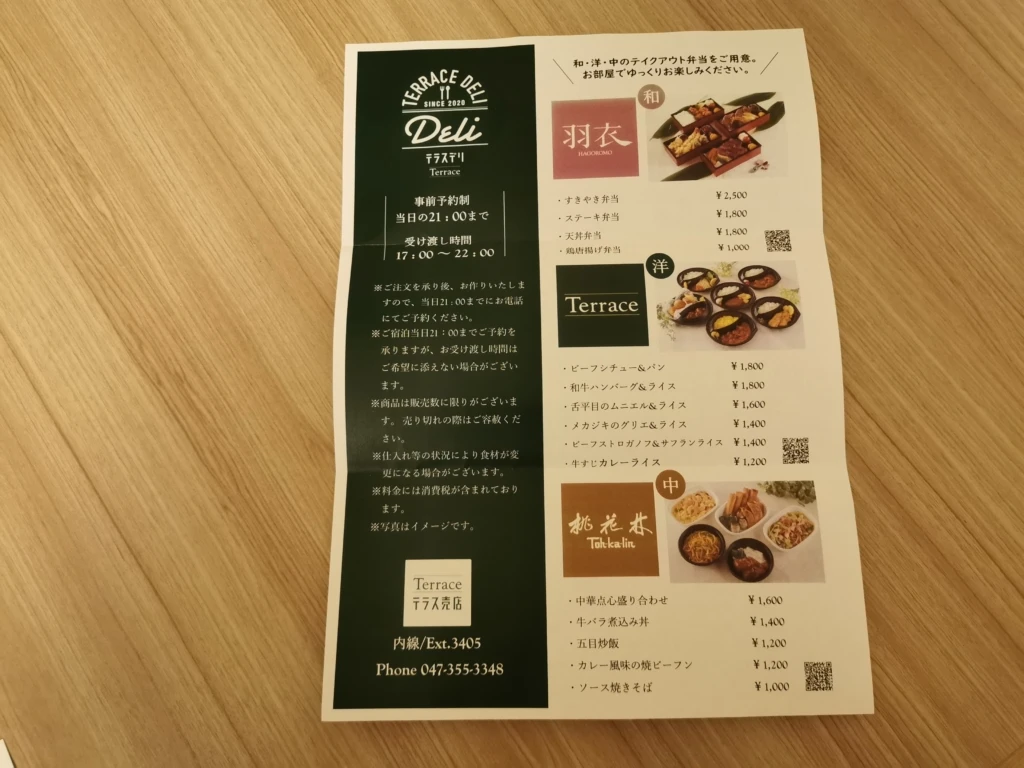 TERRACE DELI
SINCE 2020
Deli
テラスデリ
Terrace
事前予約制
当日の21:00まで
受け渡し時間
17:00 〜 22:00
※ご注文を承り後、お作りいたしま
すので、当日21:00までにお電話
にてご予約ください。
※ご宿泊当日21:00までご予約を
承りますが、お受け渡し時間は
ご希望に添えない場合がござい
ます。
※商品は販売数に限りがございま
す。 売り切れの際はご容赦くだ
さい。
※仕入れ等の状況により食材が変
更になる場合がございます。
※料金には消費税が含まれており
ます。
※写真はイメージです。
Terrace
テラス売店
内線/Ext.3405
Phone 047-355-3348
和・洋・中のテイクアウト弁当をご用意。
お部屋でゆっくりお楽しみください。
和
羽衣
HAGOROMO
・すきやき弁当 ¥2,500
・ステーキ弁当 ¥1,800
・天丼弁当 ¥1,800
・鶏唐揚げ弁当 ¥1,000
洋
Terrace
・ビーフシチュー&パン ¥1,800
・和牛ハンバーグ&ライス ¥1,800
・舌平目のムニエル&ライス ¥1,600
・メカジキのグリエ&ライス ¥1,400
・ビーフストロガノフ&サフランライス ¥1,400
・牛すじカレーライス ¥1,200
中
桃花林
Toh-ka-lin
・中華点心盛り合わせ ¥1,600
・牛バラ煮込み丼 ¥1,400
・五目炒飯 ¥1,200
・カレー風味の焼ビーフン ¥1,200
・ソース焼きそば ¥1,000